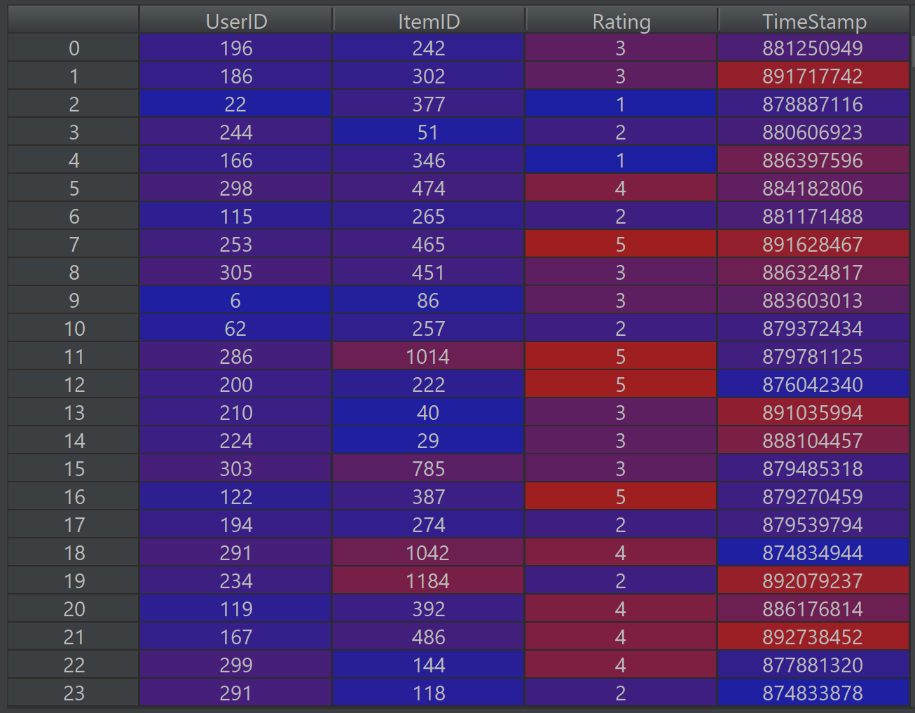 UserID ItemID Rating TimeStamp
0 196 242 3 881250949
1 186 302 3 891717742
2 22 377 1 878887116
3 244 51 2 880606923
4 166 346 1 886397596
5 298 474 4 884182806
6 115 265 2 881171488
7 253 465 5 891628467
8 305 451 3 886324817
9 6 86 3 883603013
10 62 257 2 879372434
11 286 1014 5 879781125
12 200 222 5 876042340
13 210 40 3 891035994
14 224 29 3 888104457
15 303 785 3 879485318
16 122 387 5 879270459
17 194 274 2 879539794
18 291 1042 4 874834944
19 234 1184 2 892079237
20 119 392 4 886176814
21 167 486 4 892738452
22 299 144 4 877881320
23 291 118 2 874833878